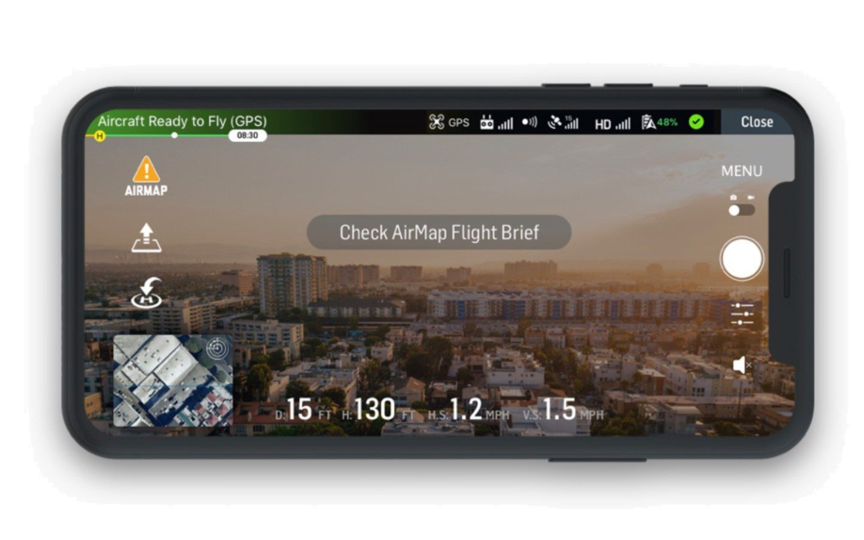 Aircraft Ready to Fly (GPS)
GPS
15
HD
48%
Close
H
08:30
AIRMAP
MENU
Check AirMap Flight Brief
H
D:15 FT H:130 FT H.S:1.2 MPH V.S:1.5 MPH